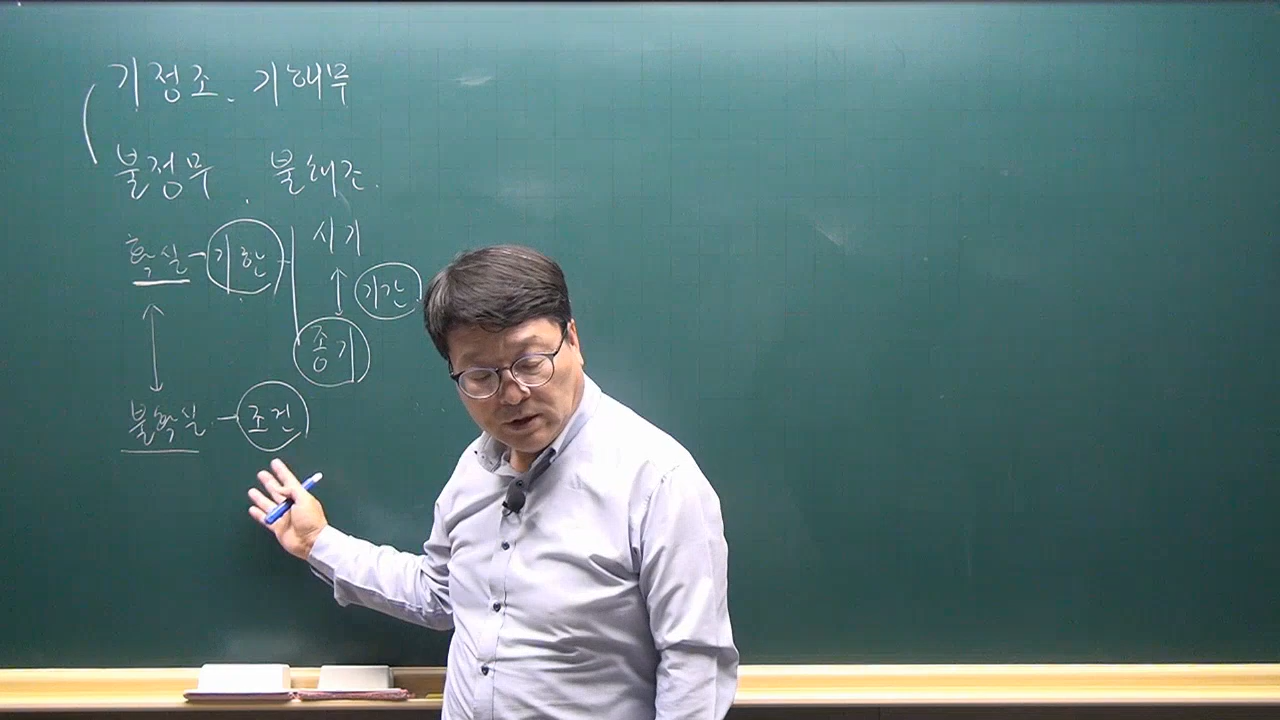 기정조, 기해무
불정무, 불해조.
확실 - 기한 시기
기간
종기
불확실 - 조건